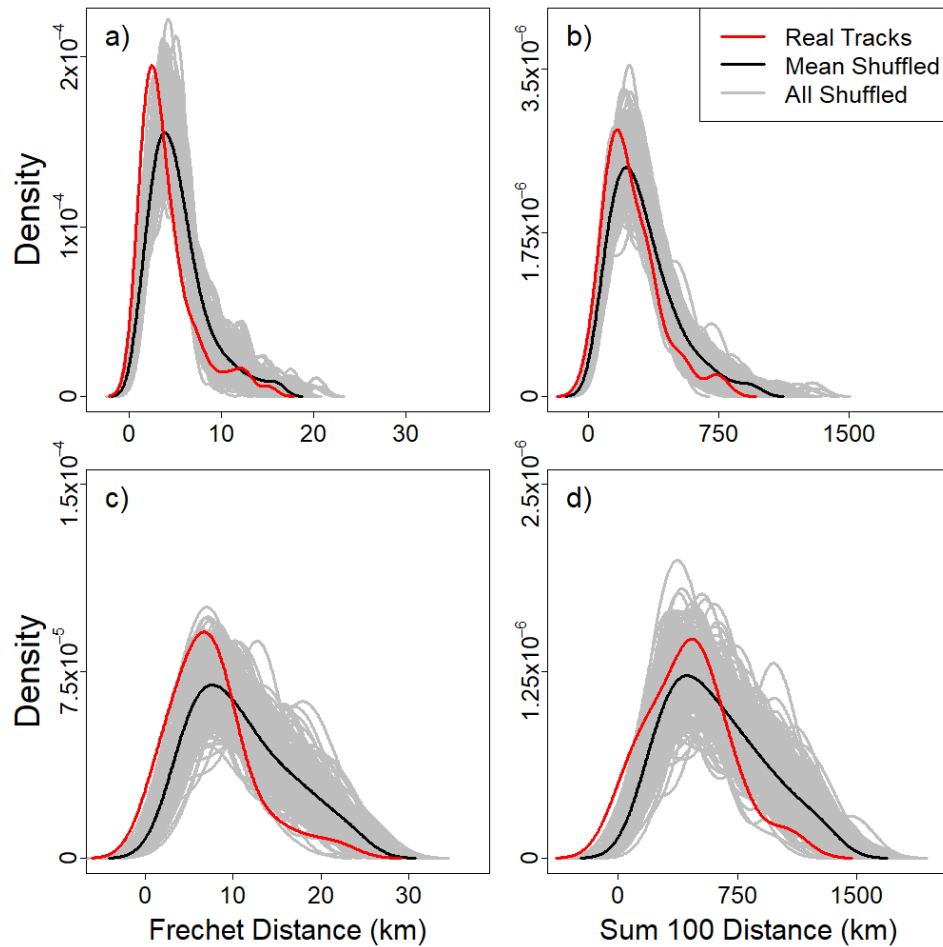 a)
Density
0
1x10⁻⁴
2x10⁻⁴
0 10 20 30
b)
Real Tracks
Mean Shuffled
All Shuffled
0
1.75x10⁻⁶
3.5x10⁻⁶
0 750 1500
c)
Density
0
7.5x10⁻⁵
1.5x10⁻⁴
0 10 20 30
Frechet Distance (km)
d)
0
1.25x10⁻⁶
2.5x10⁻⁶
0 750 1500
Sum 100 Distance (km)